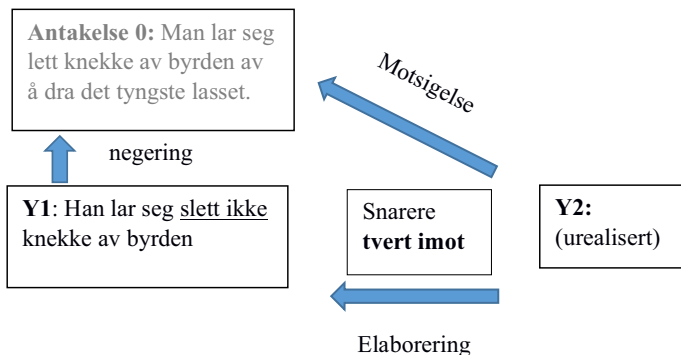 Antakelse 0: Man lar seg
lett knekke av byrden av
å dra det tyngste lasset.
Motsigelse
negering
Y1: Han lar seg slett ikke
knekke av byrden
Snarere
tvert imot
Y2:
(urealisert)
Elaborering